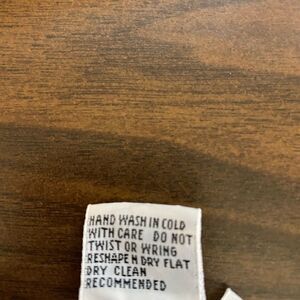 HAND WASH IN COLD
WITH CARE DO NOT
TWIST OR WRING
RESHAPE N DRY FLAT
DRY CLEAN
RECOMMENDED